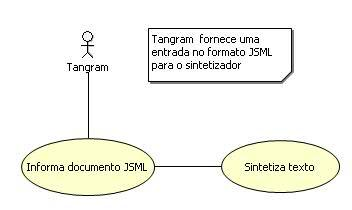 Tangram fornece uma
entrada no formato JSML
para o sintetizador
Tangram
Informa documento JSML
Sintetiza texto